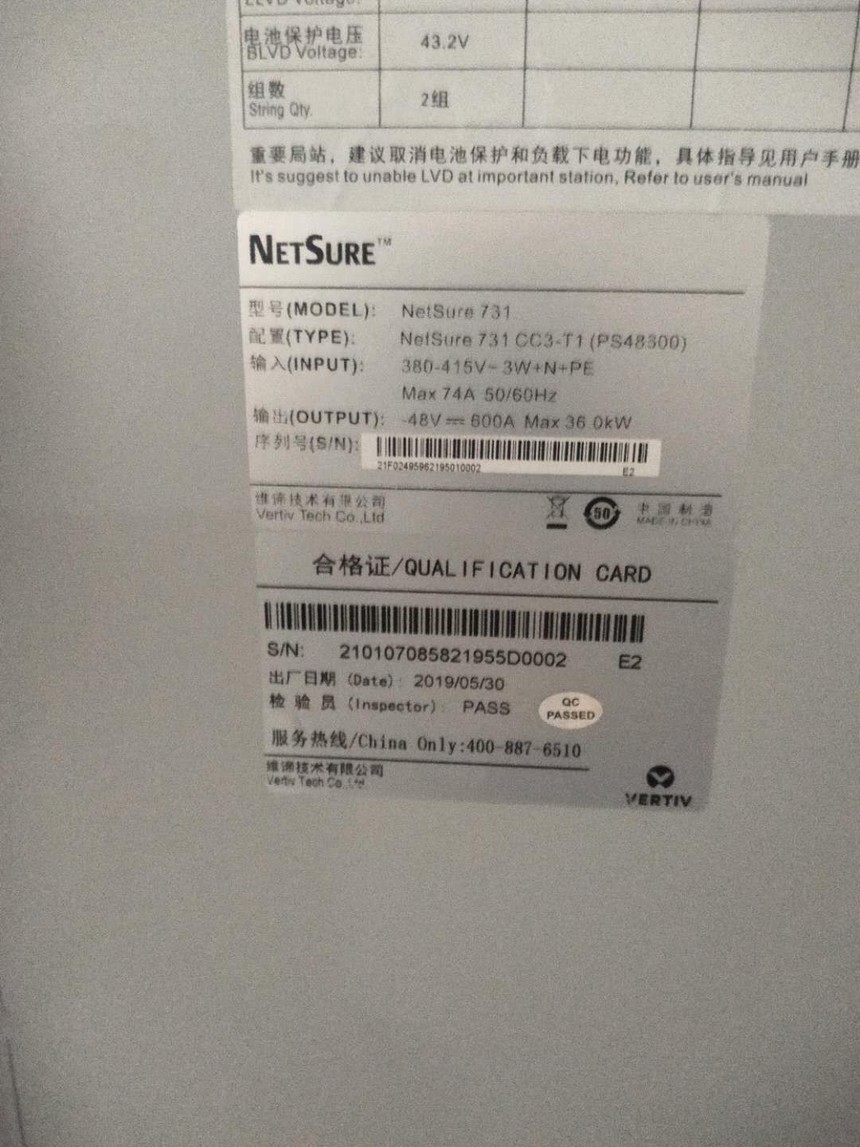 LLVD Voltage:
电池保护电压 43.2V
BLVD Voltage:
组数 2组
String Qty.
重要局站，建议取消电池保护和负载下电功能，具体指导见用户手册
It's suggest to unable LVD at important station, Refer to user's manual
NETSURE™
型号(MODEL): NetSure 731
配置(TYPE): NetSure 731 CC3-T1 (PS48300)
输入(INPUT): 380-415V~ 3W+N+PE
Max 74A 50/60Hz
输出(OUTPUT): -48V⎓ 600A Max 36.0kW
序列号(S/N):
21F02495962195010002 E2
维谛技术有限公司
Vertiv Tech Co.,Ltd
50 中国制造
MADE IN CHINA
合格证/QUALIFICATION CARD
S/N: 210107085821955D0002 E2
出厂日期 (Date): 2019/05/30
检验员 (Inspector): PASS
QC
PASSED
服务热线/China Only:400-887-6510
维谛技术有限公司
Vertiv Tech Co.,Ltd
VERTIV